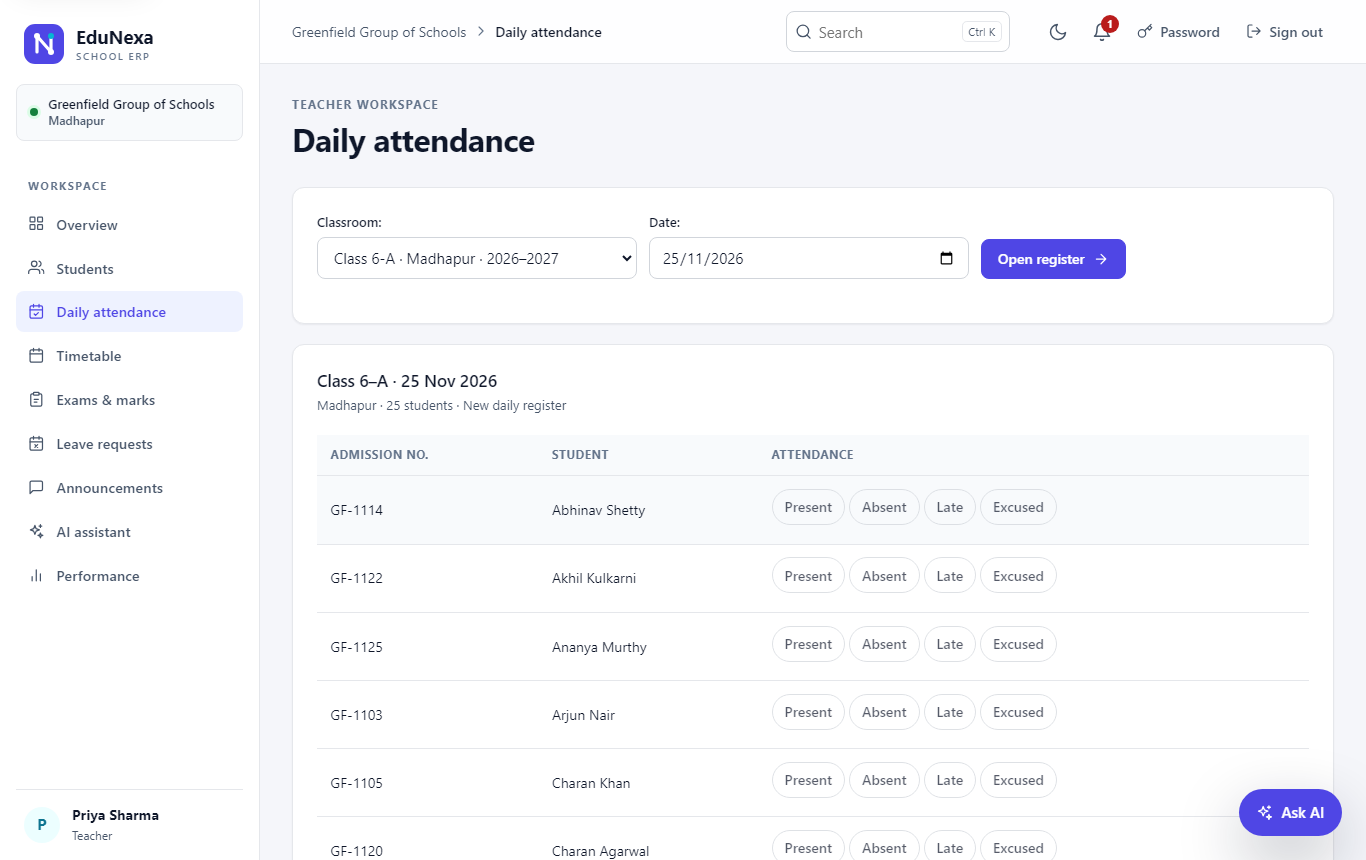 EduNexa
SCHOOL ERP
Greenfield Group of Schools
Madhapur
WORKSPACE
Overview
Students
Daily attendance
Timetable
Exams & marks
Leave requests
Announcements
AI assistant
Performance
P
Priya Sharma
Teacher
Greenfield Group of Schools > Daily attendance
Search Ctrl K
1
Password
Sign out
TEACHER WORKSPACE
Daily attendance
Classroom: Date:
Class 6-A · Madhapur · 2026–2027 25/11/2026 Open register →
Class 6–A · 25 Nov 2026
Madhapur · 25 students · New daily register
ADMISSION NO. STUDENT ATTENDANCE
GF-1114 Abhinav Shetty Present Absent Late Excused
GF-1122 Akhil Kulkarni Present Absent Late Excused
GF-1125 Ananya Murthy Present Absent Late Excused
GF-1103 Arjun Nair Present Absent Late Excused
GF-1105 Charan Khan Present Absent Late Excused
GF-1120 Charan Agarwal Present Absent Late Excused
Ask AI